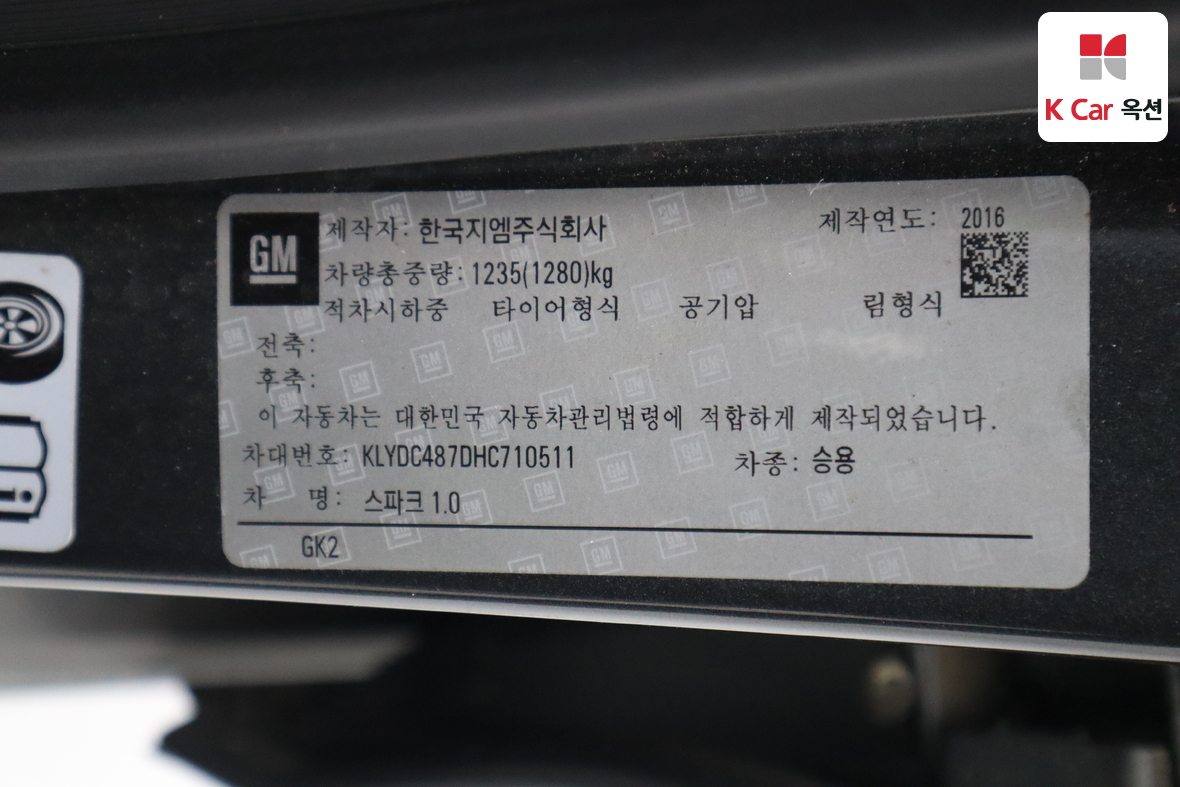 K Car 옥션
GM 제작자: 한국지엠주식회사 제작연도: 2016
차량총중량: 1235(1280)kg
적차시하중 타이어형식 공기압 림형식
전축:
후축:
이 자동차는 대한민국 자동차관리법령에 적합하게 제작되었습니다.
차대번호: KLYDC487DHC710511 차종: 승용
차 명: 스파크 1.0
GK2